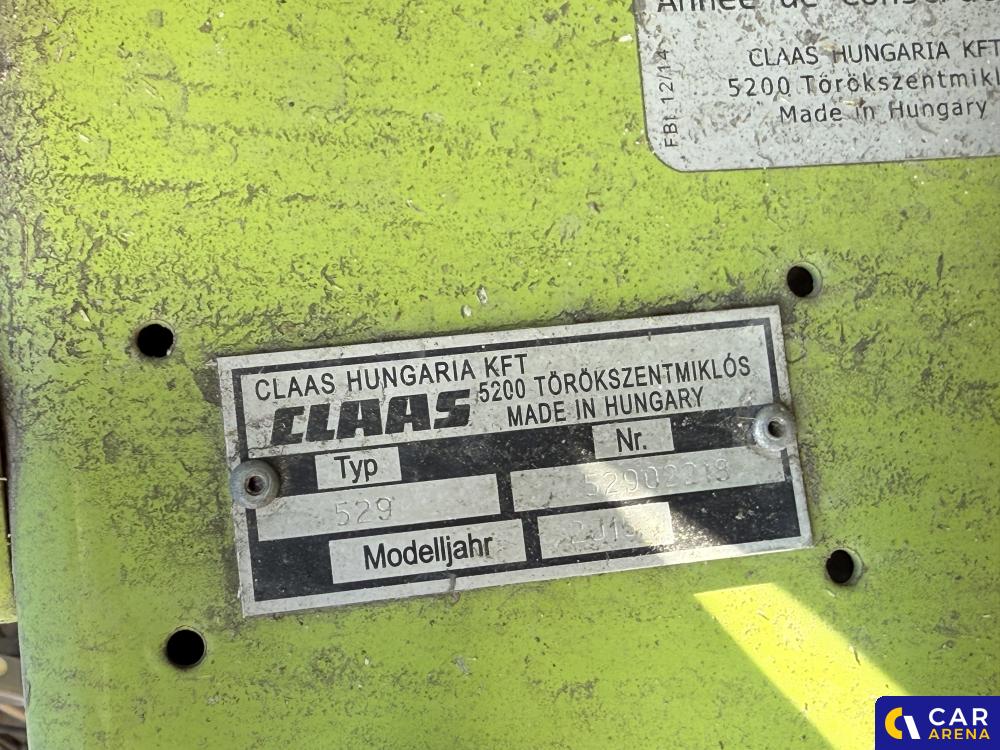 CLAAS HUNGARIA KFT
5200 Törökszentmikl
Made in Hungary
FBI 12/14
CLAAS HUNGARIA KFT
CLAAS
5200 TÖRÖKSZENTMIKLÓS
MADE IN HUNGARY
Typ
Nr.
529
Modelljahr
CAR
ARENA